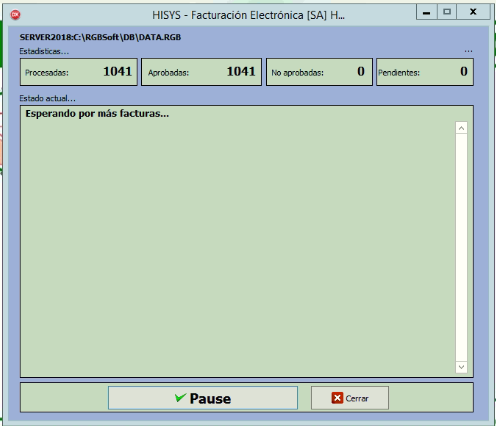 HISYS - Facturación Electrónica [SA] H...
SERVER2018:C:\RGBSoft\DB\DATA.RGB
Estadisticas...
...
Procesadas: 1041 Aprobadas: 1041 No aprobadas: 0 Pendientes: 0
Estado actual...
Esperando por más facturas...
Pause Cerrar